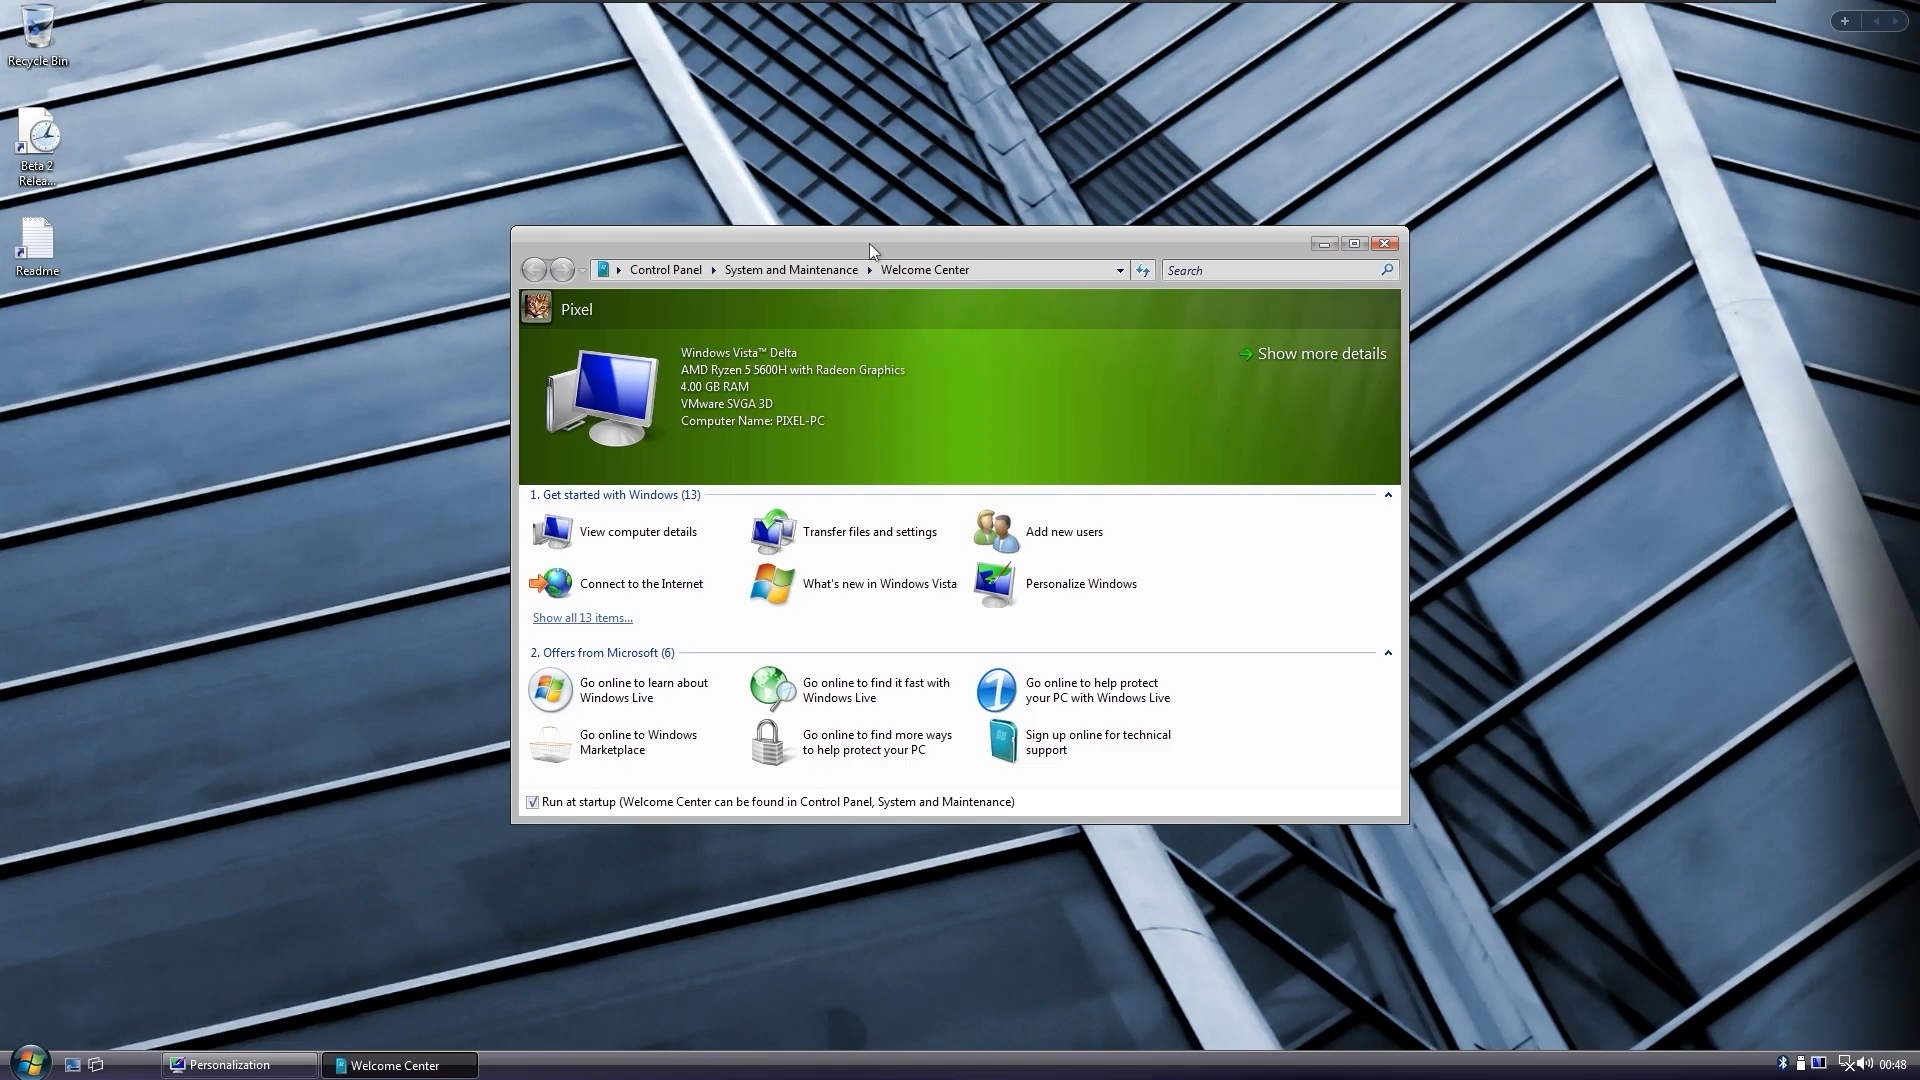 Recycle Bin
Beta 2
Relea...
Readme
Control Panel
System and Maintenance
Welcome Center
Search
Pixel
Windows Vista™ Delta
AMD Ryzen 5 5600H with Radeon Graphics
4.00 GB RAM
VMware SVGA 3D
Computer Name: PIXEL-PC
Show more details
1. Get started with Windows (13)
View computer details
Transfer files and settings
Add new users
Connect to the Internet
What's new in Windows Vista
Personalize Windows
Show all 13 items...
2. Offers from Microsoft (6)
Go online to learn about
Windows Live
Go online to find it fast with
Windows Live
Go online to help protect
your PC with Windows Live
Go online to Windows
Marketplace
Go online to find more ways
to help protect your PC
Sign up online for technical
support
Run at startup (Welcome Center can be found in Control Panel, System and Maintenance)
Personalization
Welcome Center
00:48